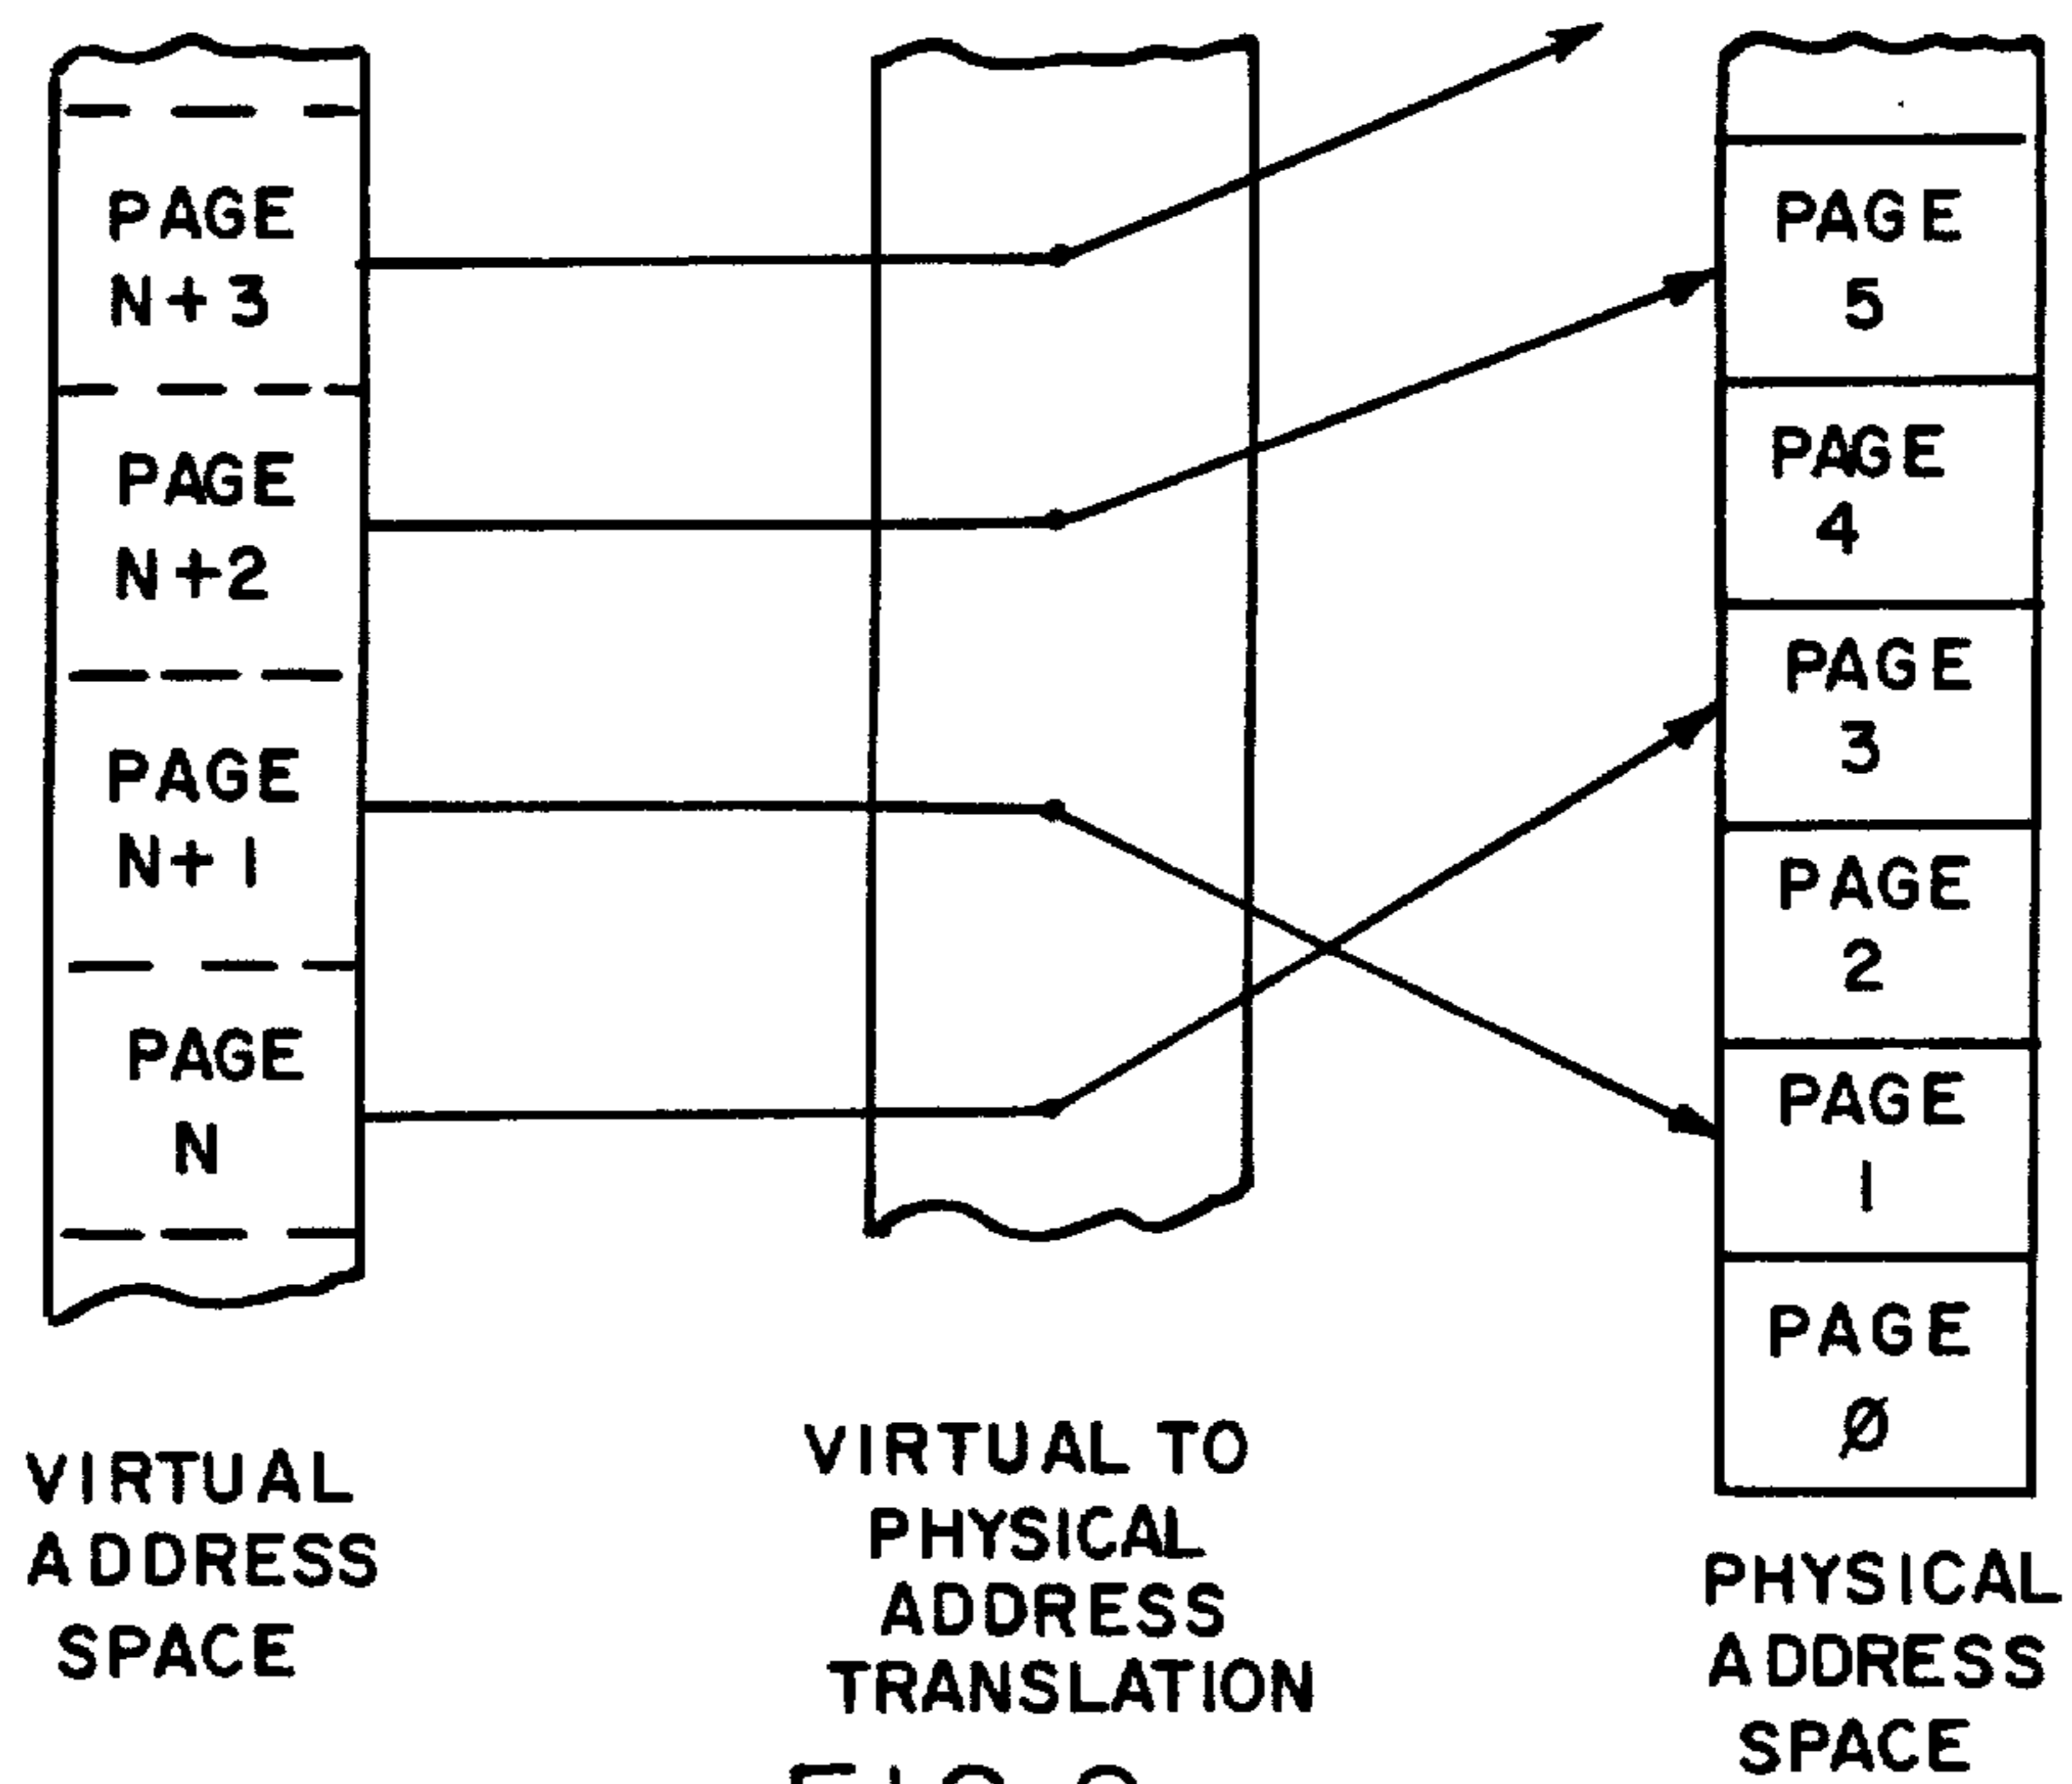 PAGE
N+3
PAGE
N+2
PAGE
N+1
PAGE
N
VIRTUAL
ADDRESS
SPACE
VIRTUAL TO
PHYSICAL
ADDRESS
TRANSLATION
PAGE
5
PAGE
4
PAGE
3
PAGE
2
PAGE
1
PAGE
Ø
PHYSICAL
ADDRESS
SPACE